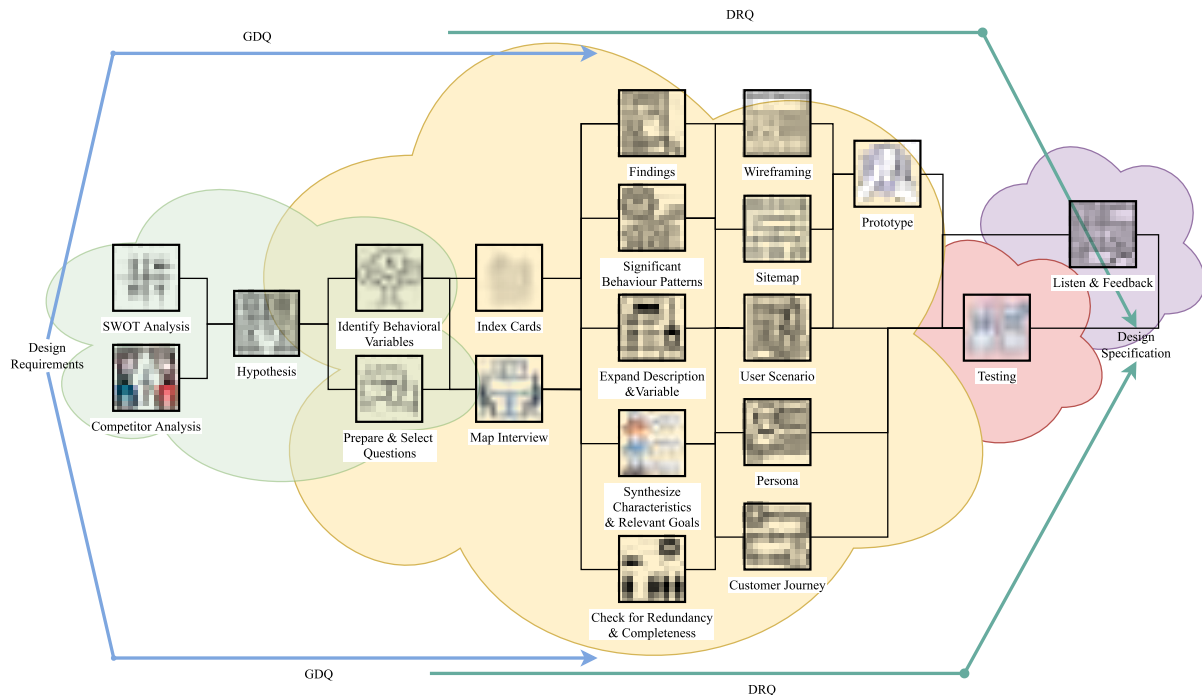 DRQ
GDQ
Findings
Wireframing
Prototype
Significant
Behaviour Patterns
Sitemap
Listen & Feedback
SWOT Analysis
Identify Behavioral
Variables
Index Cards
Design
Requirements
Hypothesis
Expand Description
&Variable
User Scenario
Testing
Design
Specification
Competitor Analysis
Prepare & Select
Questions
Map Interview
Synthesize
Characteristics
& Relevant Goals
Persona
Customer Journey
Check for Redundancy
& Completeness
GDQ
DRQ